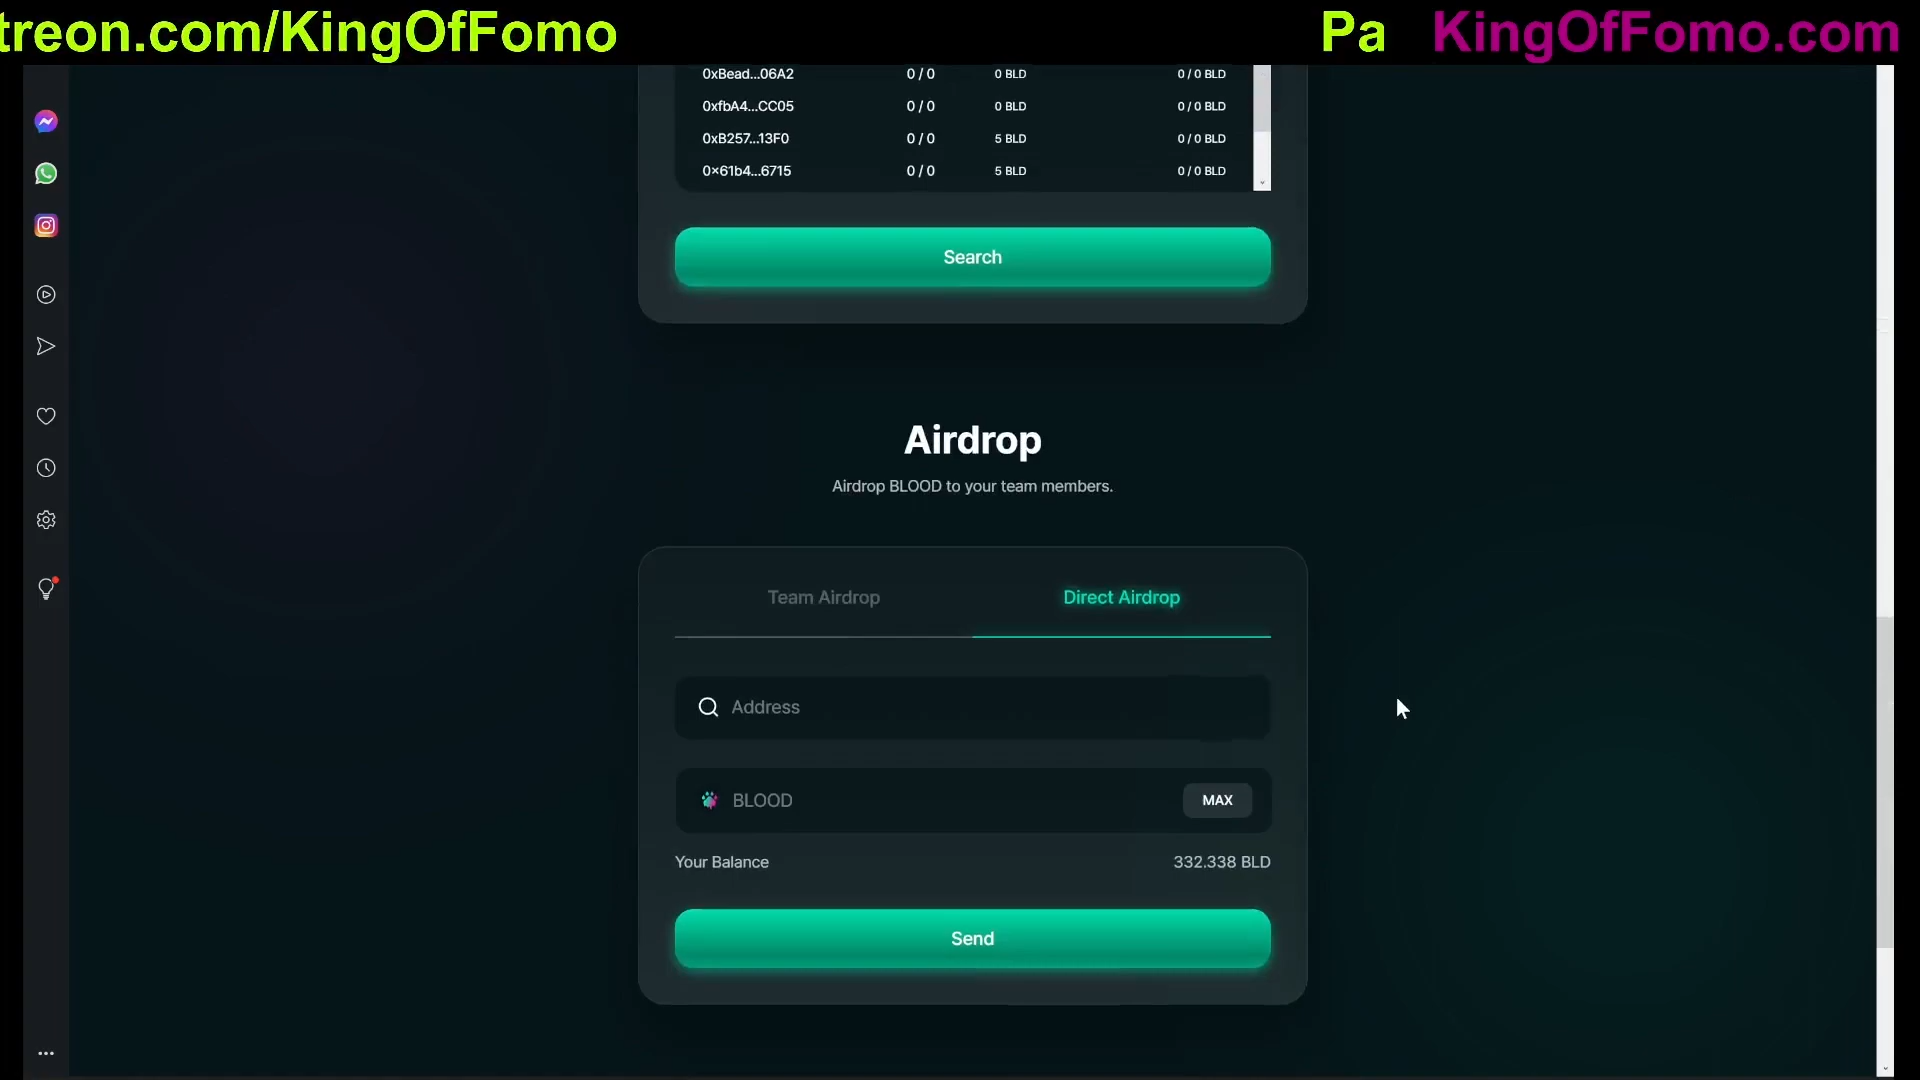 treon.com/KingOfFomo
Pa
KingOfFomo.com
0xBead...06A2 0 / 0 0 BLD 0 / 0 BLD
0xfbA4...CC05 0 / 0 0 BLD 0 / 0 BLD
0xB257...13F0 0 / 0 5 BLD 0 / 0 BLD
0x61b4...6715 0 / 0 5 BLD 0 / 0 BLD
Search
Airdrop
Airdrop BLOOD to your team members.
Team Airdrop Direct Airdrop
Address
BLOOD MAX
Your Balance 332.338 BLD
Send